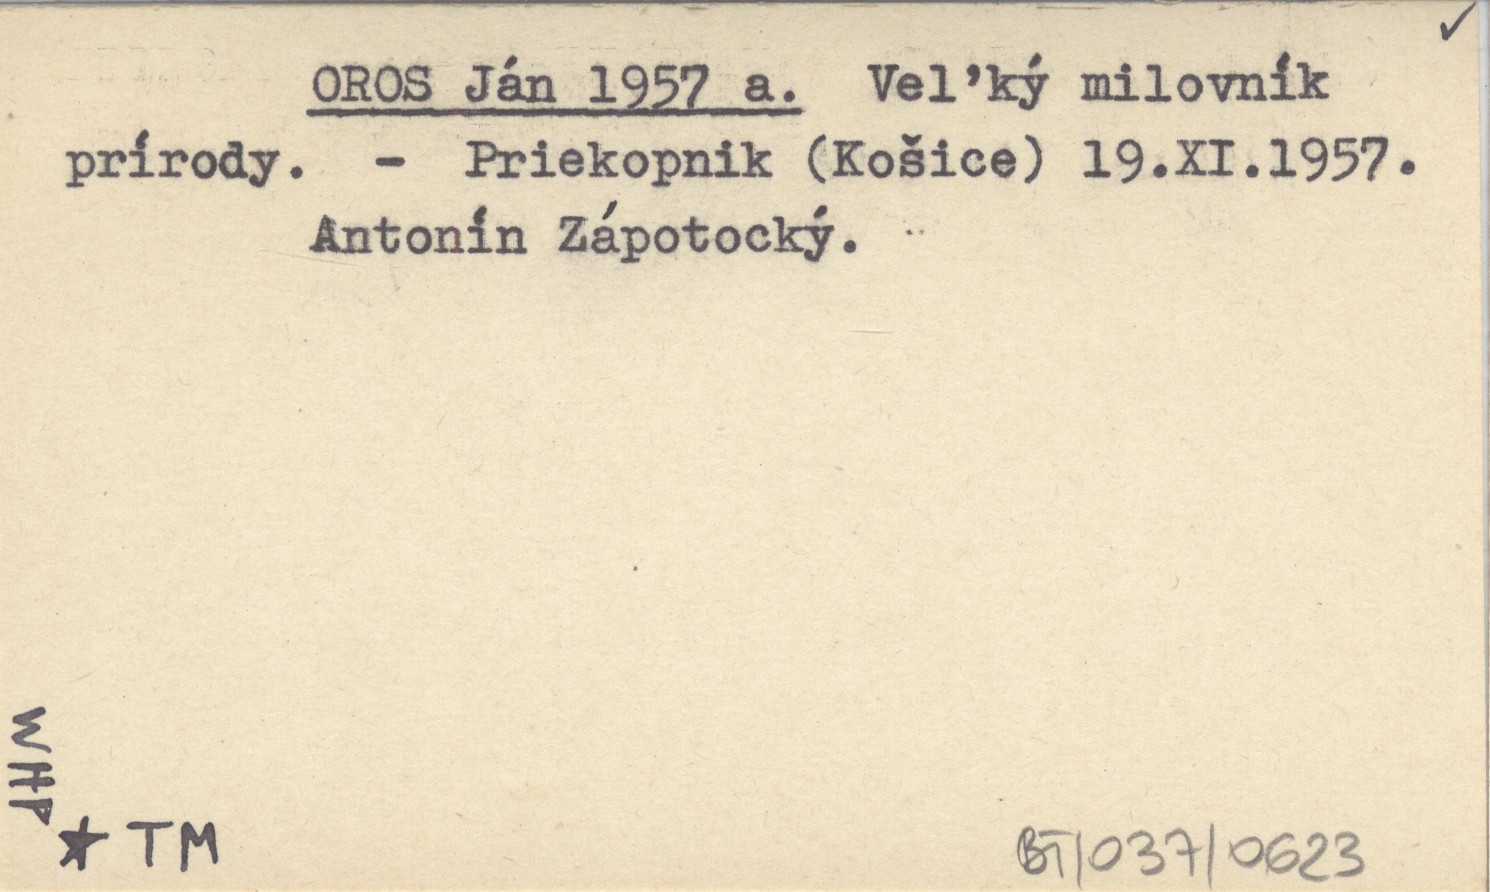 OROS Ján 1957 a. Vel’ký milovník
prírody. - Priekopnik (Košice) 19.XI.1957.
Antonín Zápotocký.
WHP
★ TM
BT/037/0623